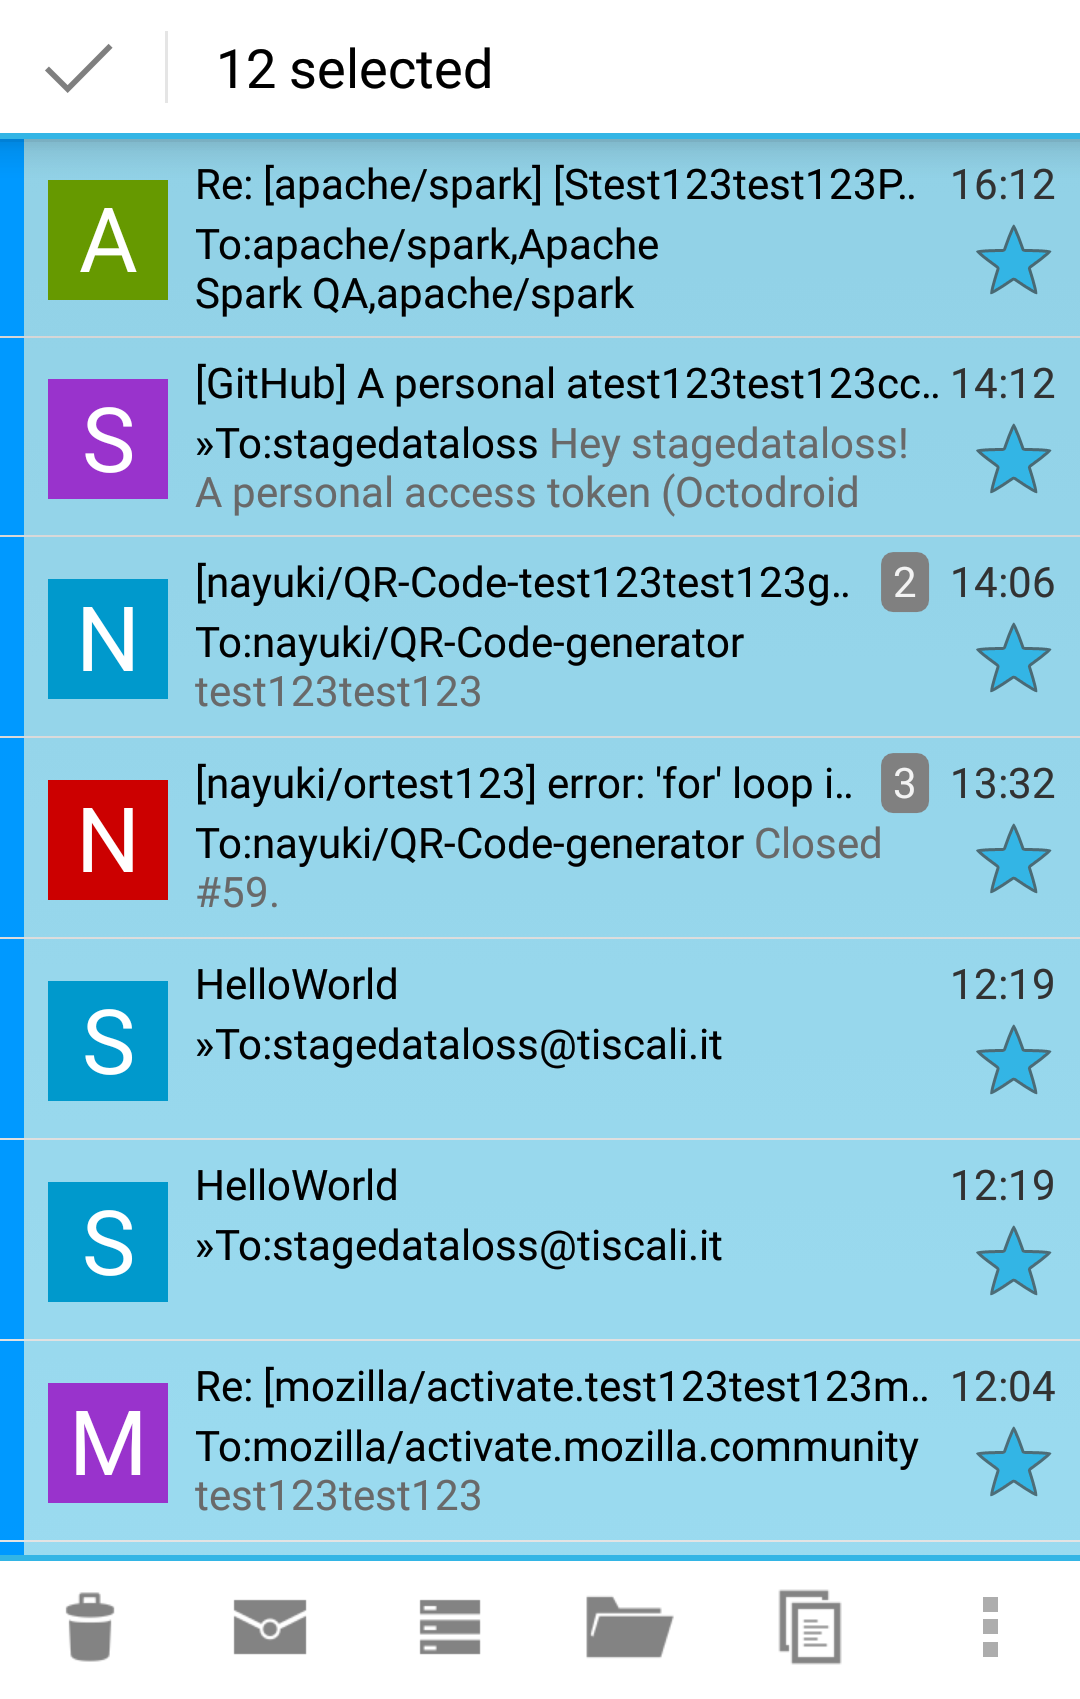 12 selected
A
Re: [apache/spark] [Stest123test123P..
16:12
To:apache/spark,Apache
Spark QA,apache/spark
S
[GitHub] A personal atest123test123cc..
14:12
»To:stagedataloss Hey stagedataloss!
A personal access token (Octodroid
N
[nayuki/QR-Code-test123test123g..
2
14:06
To:nayuki/QR-Code-generator
test123test123
N
[nayuki/ortest123] error: 'for' loop i..
3
13:32
To:nayuki/QR-Code-generator Closed
#59.
S
HelloWorld
12:19
»To:stagedataloss@tiscali.it
S
HelloWorld
12:19
»To:stagedataloss@tiscali.it
M
Re: [mozilla/activate.test123test123m..
12:04
To:mozilla/activate.mozilla.community
test123test123